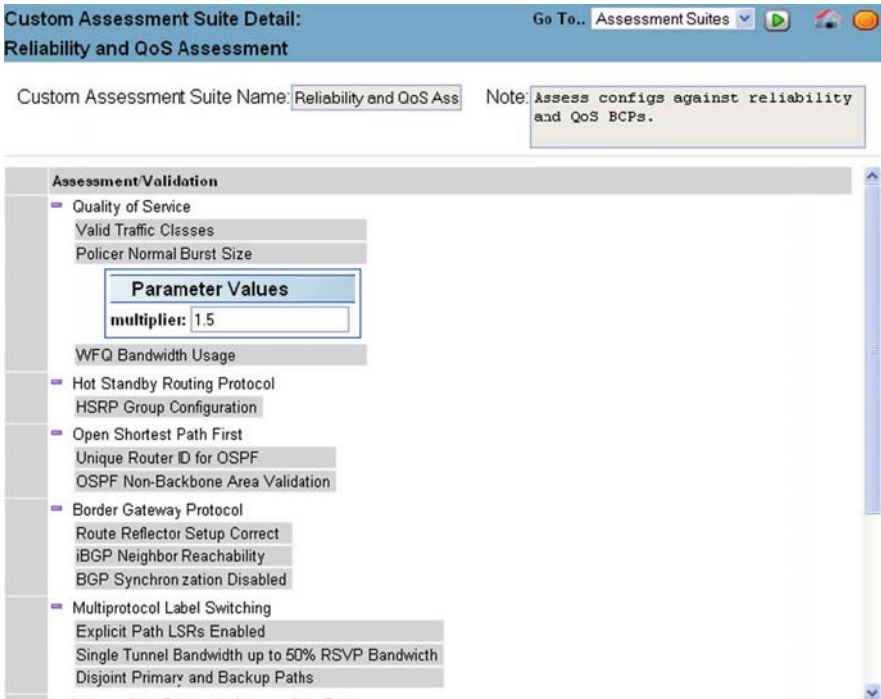 Custom Assessment Suite Detail:
Go To.. Assessment Suites
Reliability and QoS Assessment
Custom Assessment Suite Name: Reliability and QoS Ass
Note: Assess configs against reliability
and QoS BCPs.
Assessment/Validation
Quality of Service
Valid Traffic Classes
Policer Normal Burst Size
Parameter Values
multiplier: 1.5
WFQ Bandwidth Usage
Hot Standby Routing Protocol
HSRP Group Configuration
Open Shortest Path First
Unique Router ID for OSPF
OSPF Non-Backbone Area Validation
Border Gateway Protocol
Route Reflector Setup Correct
iBGP Neighbor Reachability
BGP Synchronization Disabled
Multiprotocol Label Switching
Explicit Path LSRs Enabled
Single Tunnel Bandwidth up to 50% RSVP Bandwidth
Disjoint Primary and Backup Paths